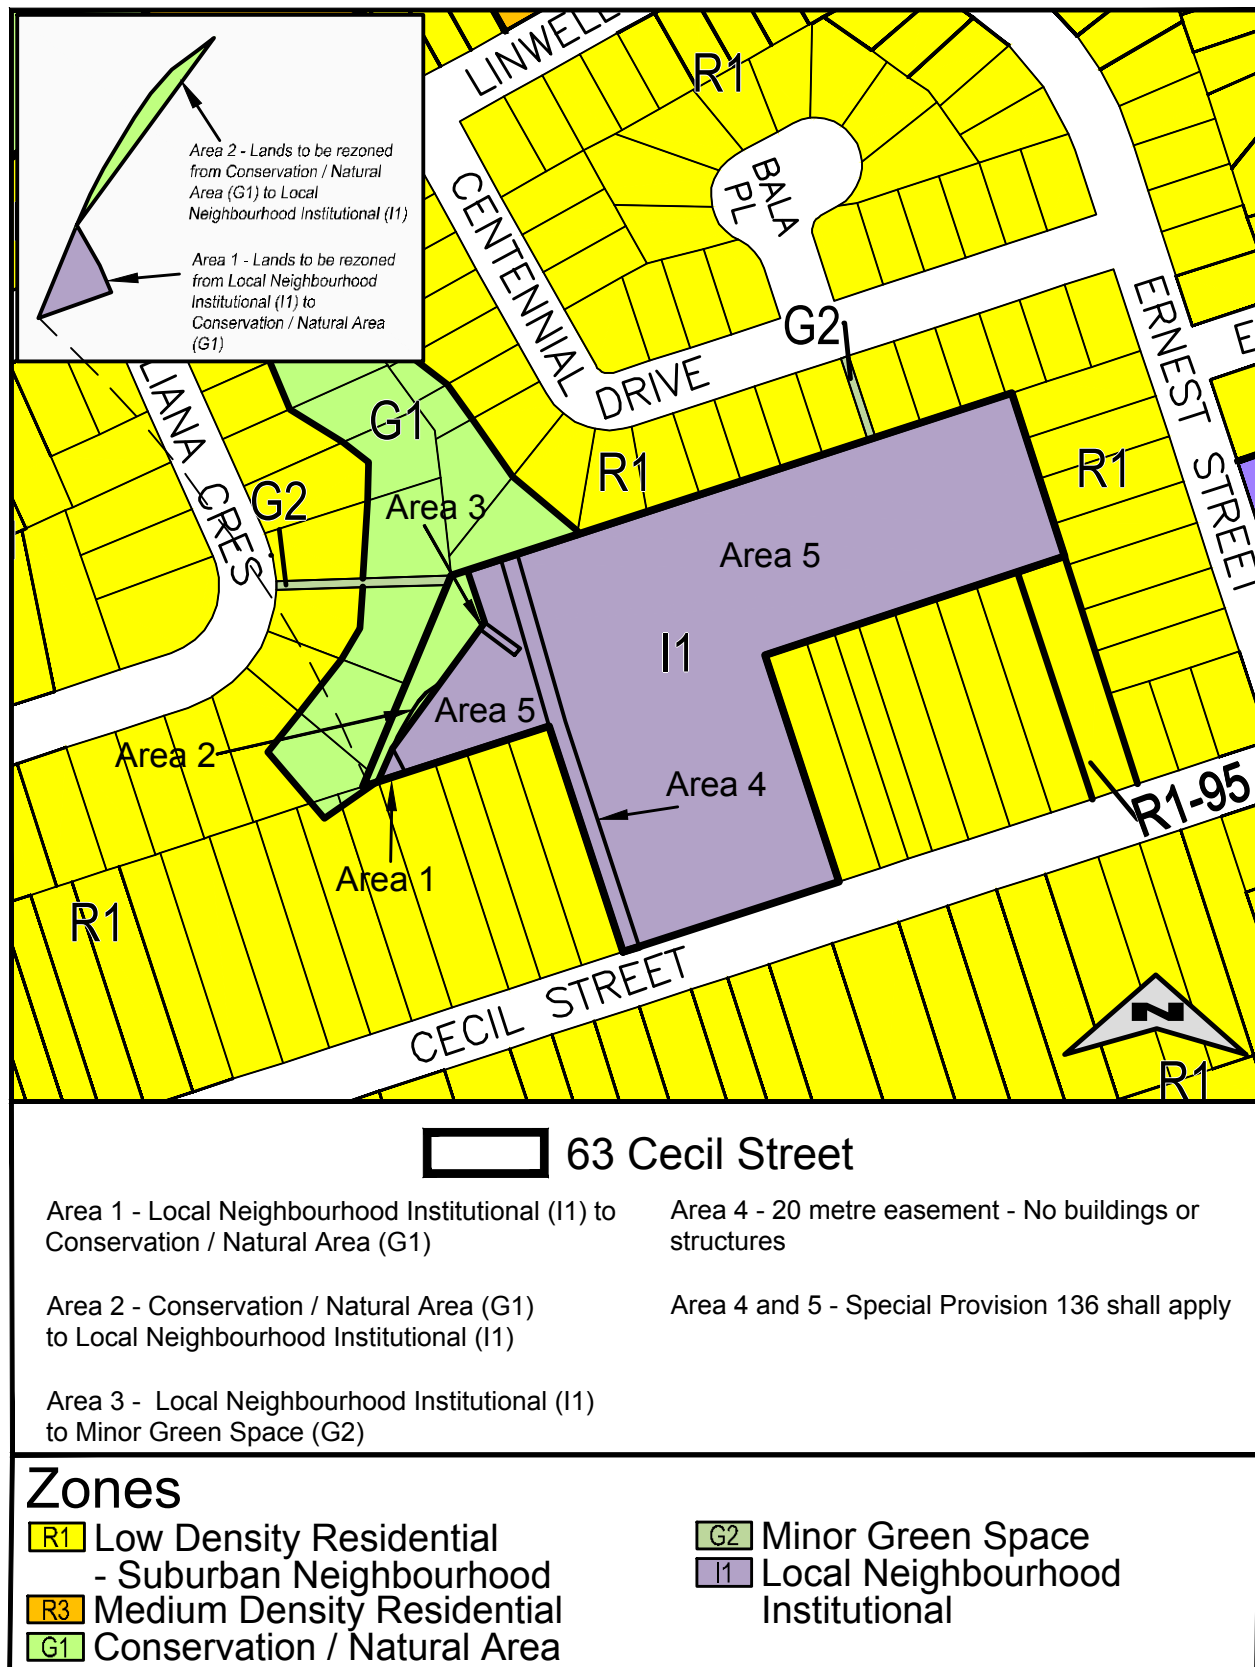 Area 2 - Lands to be rezoned
from Conservation / Natural
Area (G1) to Local
Neighbourhood Institutional (I1)
Area 1 - Lands to be rezoned
from Local Neighbourhood
Institutional (I1) to
Conservation / Natural Area
(G1)
R1
BALA
PL
CENTENNIAL
DRIVE
G2
ERNEST STREET
G1
R1
R1
G2
Area 3
CRES
Area 5
I1
Area 5
Area 2
Area 4
R1-95
Area 1
R1
CECIL STREET
N
R1
63 Cecil Street
Area 1 - Local Neighbourhood Institutional (I1) to
Conservation / Natural Area (G1)
Area 2 - Conservation / Natural Area (G1)
to Local Neighbourhood Institutional (I1)
Area 3 - Local Neighbourhood Institutional (I1)
to Minor Green Space (G2)
Area 4 - 20 metre easement - No buildings or
structures
Area 4 and 5 - Special Provision 136 shall apply
Zones
R1 Low Density Residential
- Suburban Neighbourhood
R3 Medium Density Residential
G1 Conservation / Natural Area
G2 Minor Green Space
I1 Local Neighbourhood
Institutional